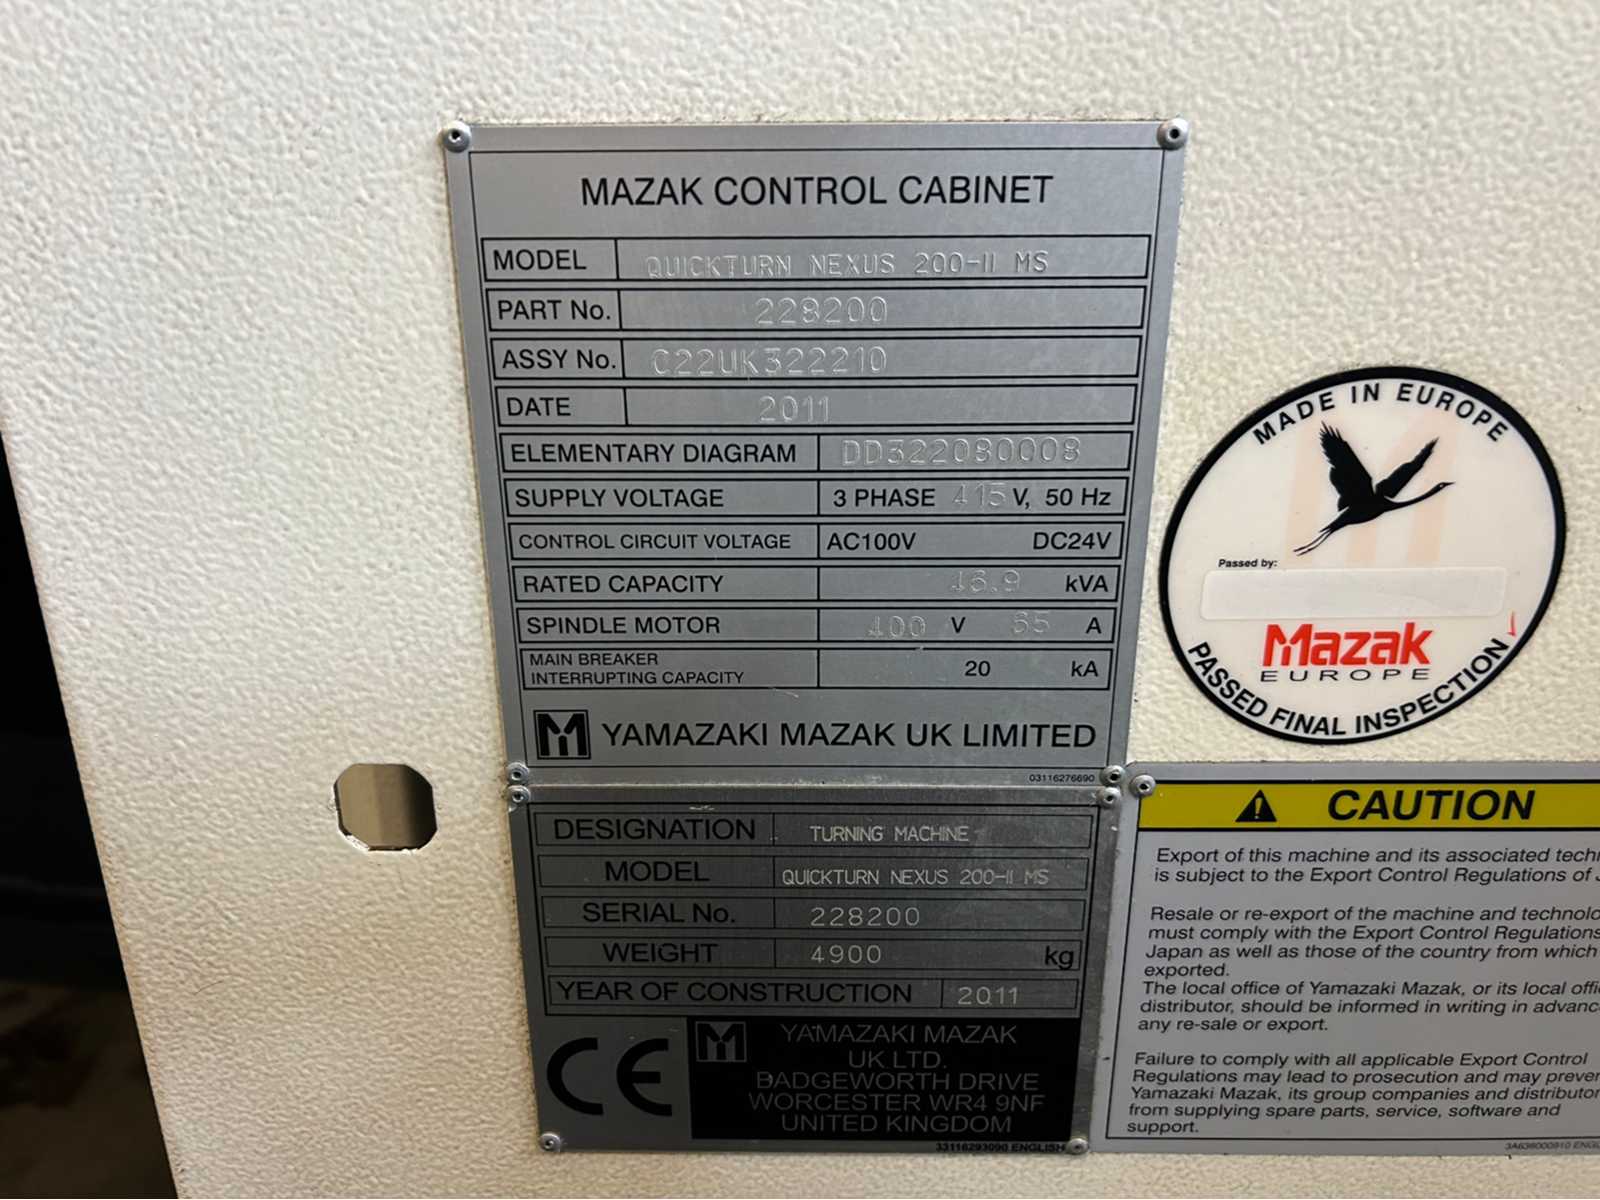 MAZAK CONTROL CABINET
MODEL QUICKTURN NEXUS 200-II MS
PART No. 228200
ASSY No. C22UK322210
DATE 2011
ELEMENTARY DIAGRAM DD322080008
SUPPLY VOLTAGE 3 PHASE 415 V, 50 Hz
CONTROL CIRCUIT VOLTAGE AC100V DC24V
RATED CAPACITY 46.9 kVA
SPINDLE MOTOR 400 V 65 A
MAIN BREAKER
INTERRUPTING CAPACITY 20 kA
YAMAZAKI MAZAK UK LIMITED
03116276690
DESIGNATION TURNING MACHINE
MODEL QUICKTURN NEXUS 200-II MS
SERIAL No. 228200
WEIGHT 4900 kg
YEAR OF CONSTRUCTION 2011
CE
YAMAZAKI MAZAK
UK LTD.
BADGEWORTH DRIVE
WORCESTER WR4 9NF
UNITED KINGDOM
33116293090 ENGLISH
MADE IN EUROPE
Passed by:
Mazak
EUROPE
PASSED FINAL INSPECTION
CAUTION
Export of this machine and its associated
is subject to the Export Control Regulations of
Resale or re-export of the machine and
must comply with the Export Control Regulations
Japan as well as those of the country from which
exported.
The local office of Yamazaki Mazak, or its local
distributor, should be informed in writing in
any re-sale or export.
Failure to comply with all applicable Export Control
Regulations may lead to prosecution and may
Yamazaki Mazak, its group companies and
from supplying spare parts, service, software and
support.
3A636000910